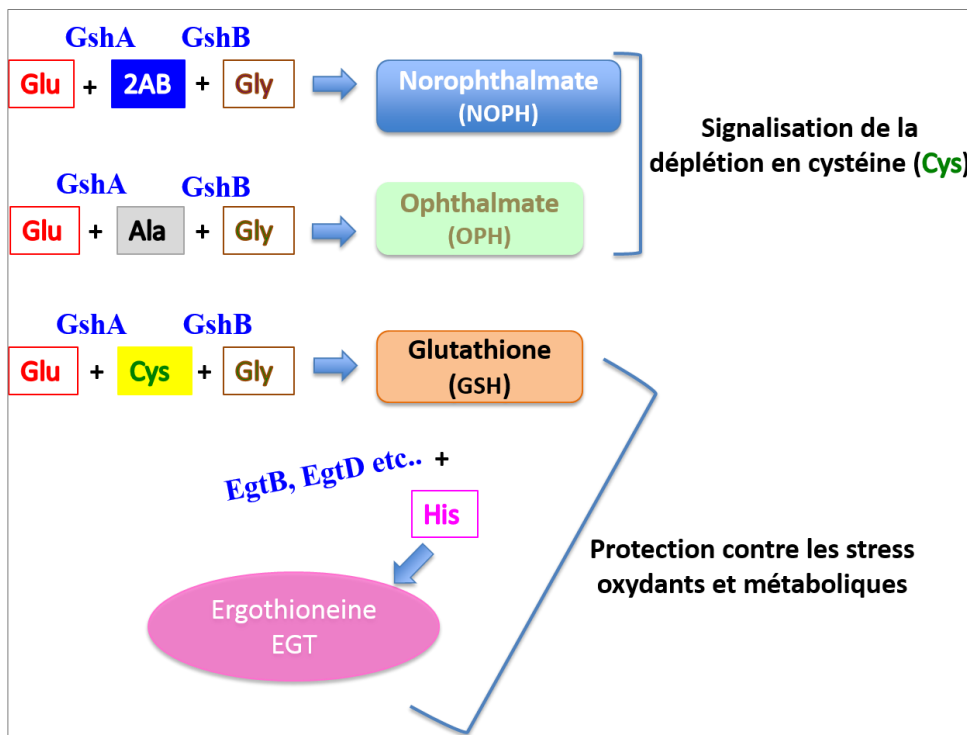 GshA GshB
Glu + 2AB + Gly
Norophthalmate
(NOPH)
Signalisation de la
déplétion en cystéine (Cys)
GshA GshB
Glu + Ala + Gly
Ophthalmate
(OPH)
GshA GshB
Glu + Cys + Gly
Glutathione
(GSH)
EgtB, EgtD etc.. +
His
Ergothioneine
EGT
Protection contre les stress
oxydants et métaboliques